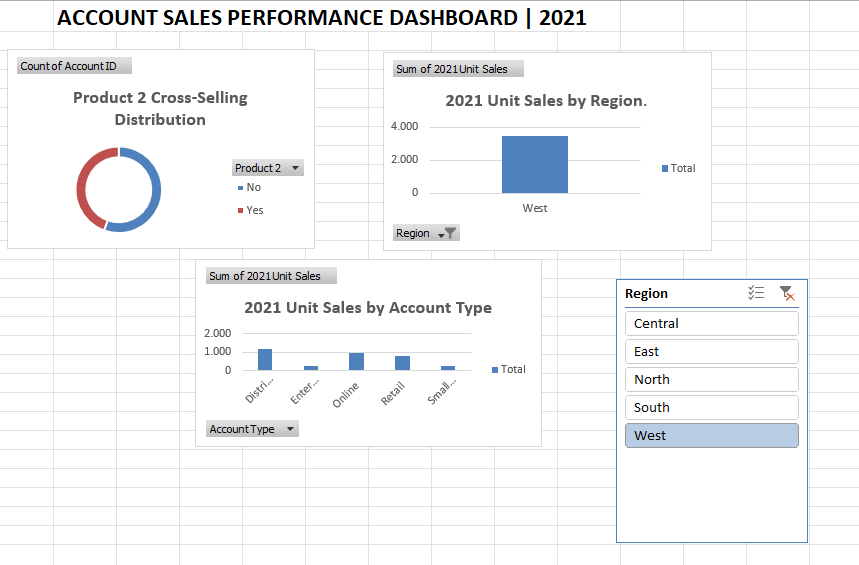 ACCOUNT SALES PERFORMANCE DASHBOARD | 2021
Count of Account ID
Product 2 Cross-Selling
Distribution
Product 2
No
Yes
Sum of 2021 Unit Sales
2021 Unit Sales by Region.
4.000
2.000
0
West
Total
Region
Sum of 2021 Unit Sales
2021 Unit Sales by Account Type
2.000
1.000
0
Distri...
Enter...
Online
Retail
Small...
Total
Account Type
Region
Central
East
North
South
West